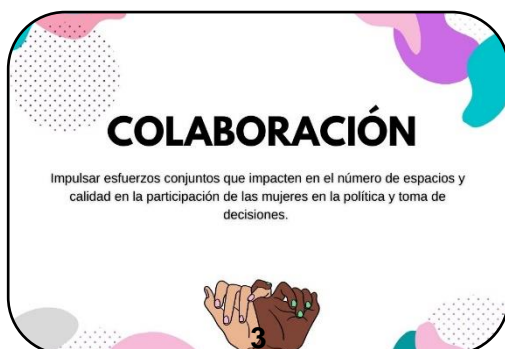 COLABORACIÓN
Impulsar esfuerzos conjuntos que impacten en el número de espacios y
calidad en la participación de las mujeres en la política y toma de
decisiones.
3